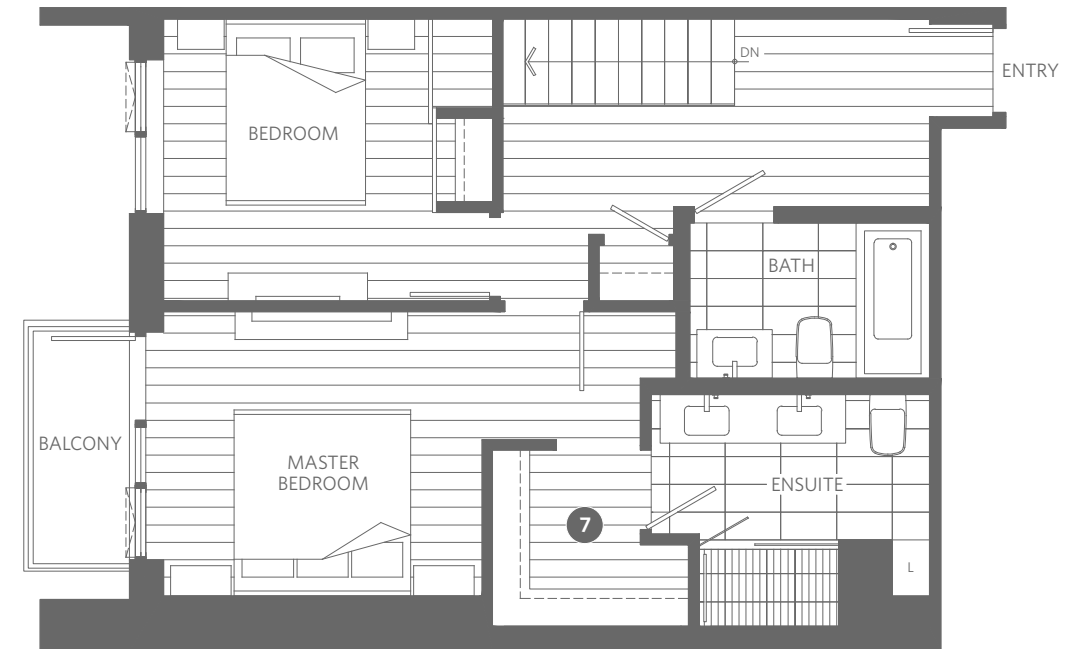 DN
ENTRY
BEDROOM
BATH
BALCONY
MASTER
BEDROOM
ENSUITE
7
L